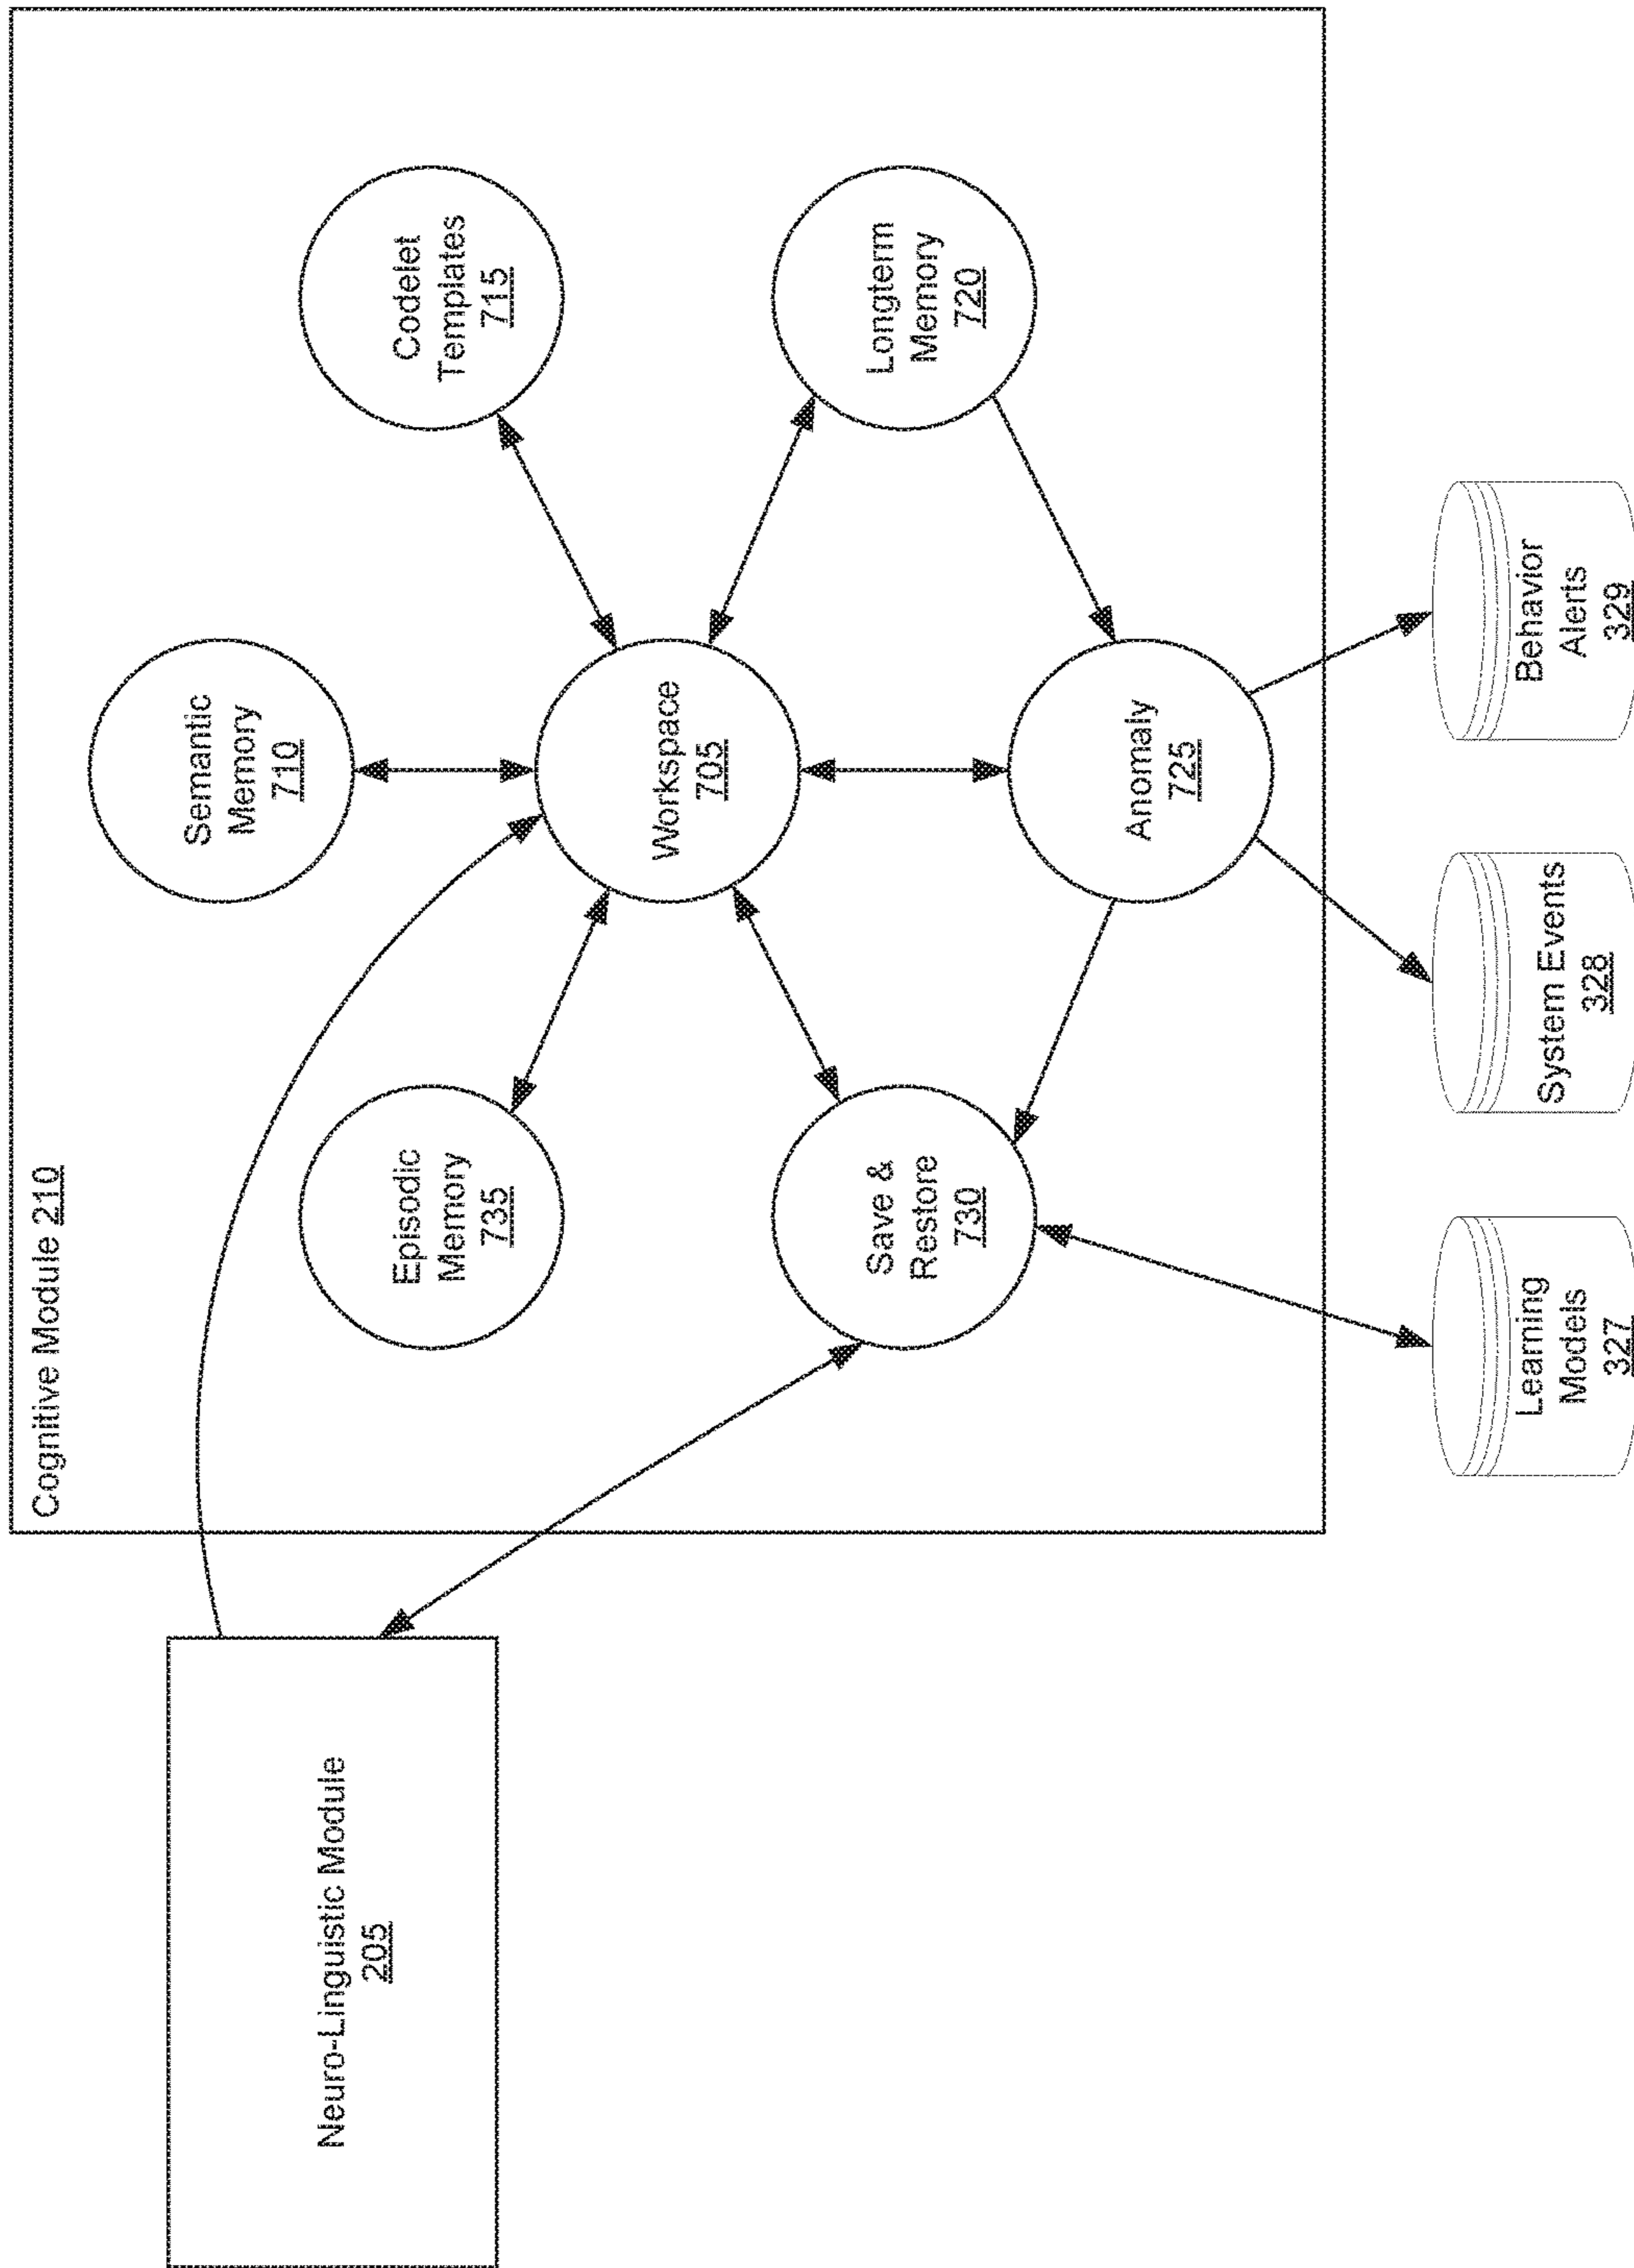 Cognitive Module 210
Neuro-Linguistic Module
205
Semantic
Memory
710
Episodic
Memory
735
Codelet
Templates
715
Workspace
705
Save &
Restore
730
Longterm
Memory
720
Anomaly
725
Learning
Models
327
System Events
328
Behavior
Alerts
329